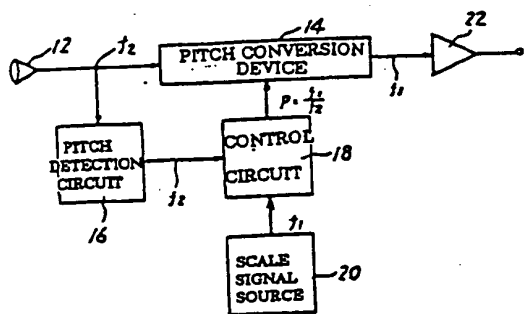 12
f2
14
PITCH CONVERSION
DEVICE
22
f1
P = f1/f2
PITCH
DETECTION
CIRCUIT
16
f2
CONTROL
CIRCUIT
18
f1
SCALE
SIGNAL
SOURCE
20